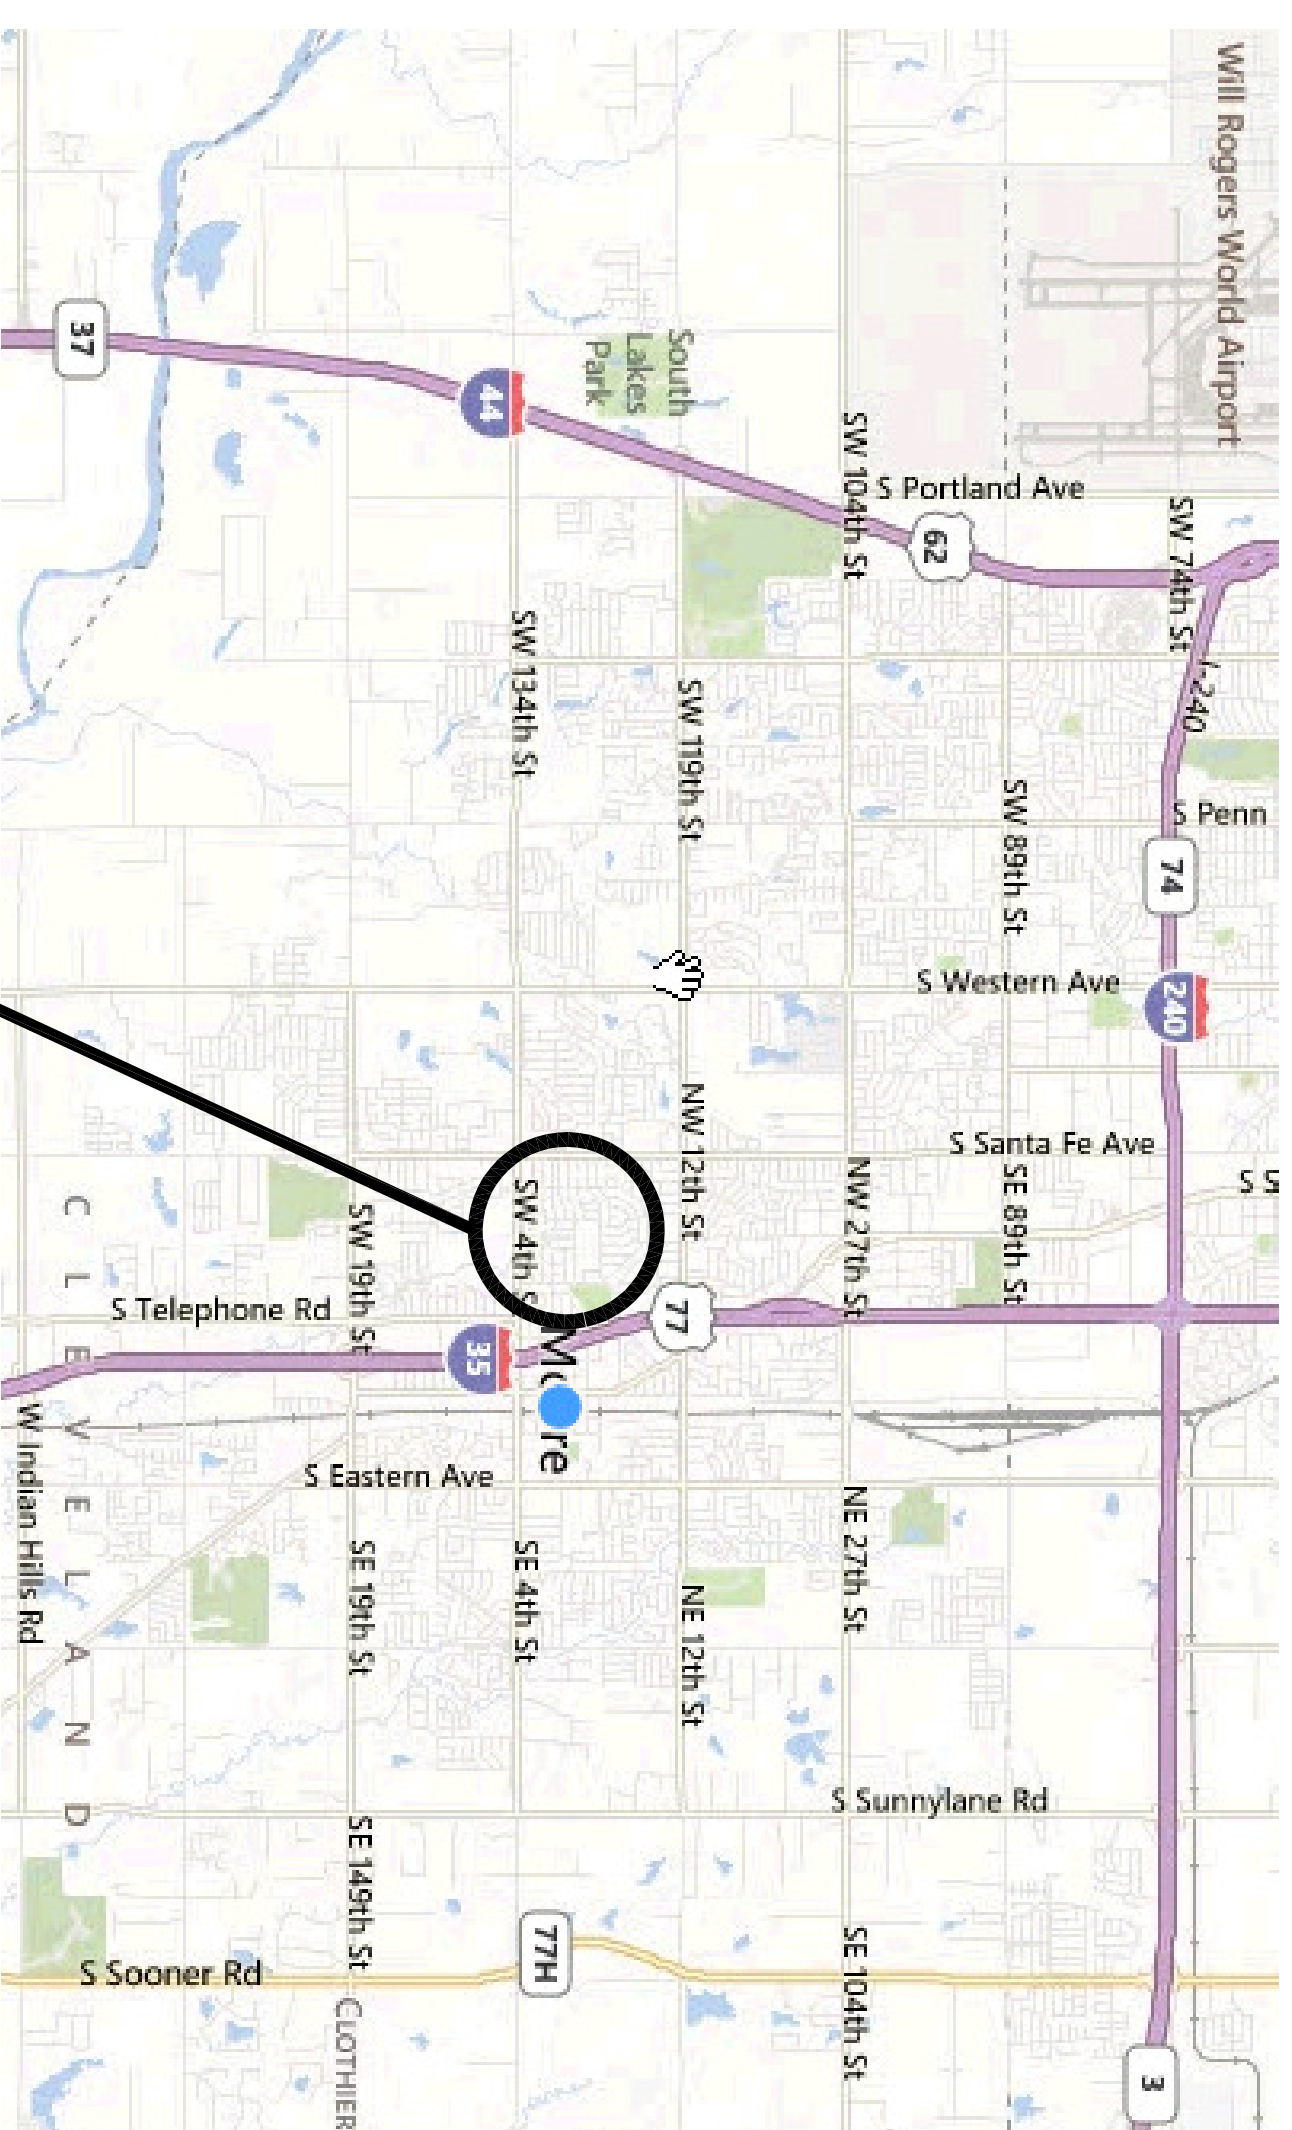 Will Rogers World Airport
37
44
South
Lakes
Park
SW 104th St
S Portland Ave
62
SW 74th St
I-240
SW 134th St
SW 119th St
SW 89th St
S Penn
74
S Western Ave
240
NW 12th St
S Santa Fe Ave
NW 27th St
SE 89th St
S S
SW 4th S
SW 19th St
S Telephone Rd
77
35
Mo re
CLEVELAND
W Indian Hills Rd
S Eastern Ave
SE 19th St
SE 4th St
NE 27th St
NE 12th St
S Sunnylane Rd
SE 149th St
77H
S Sooner Rd
SE 104th St
CLOTHIER
3